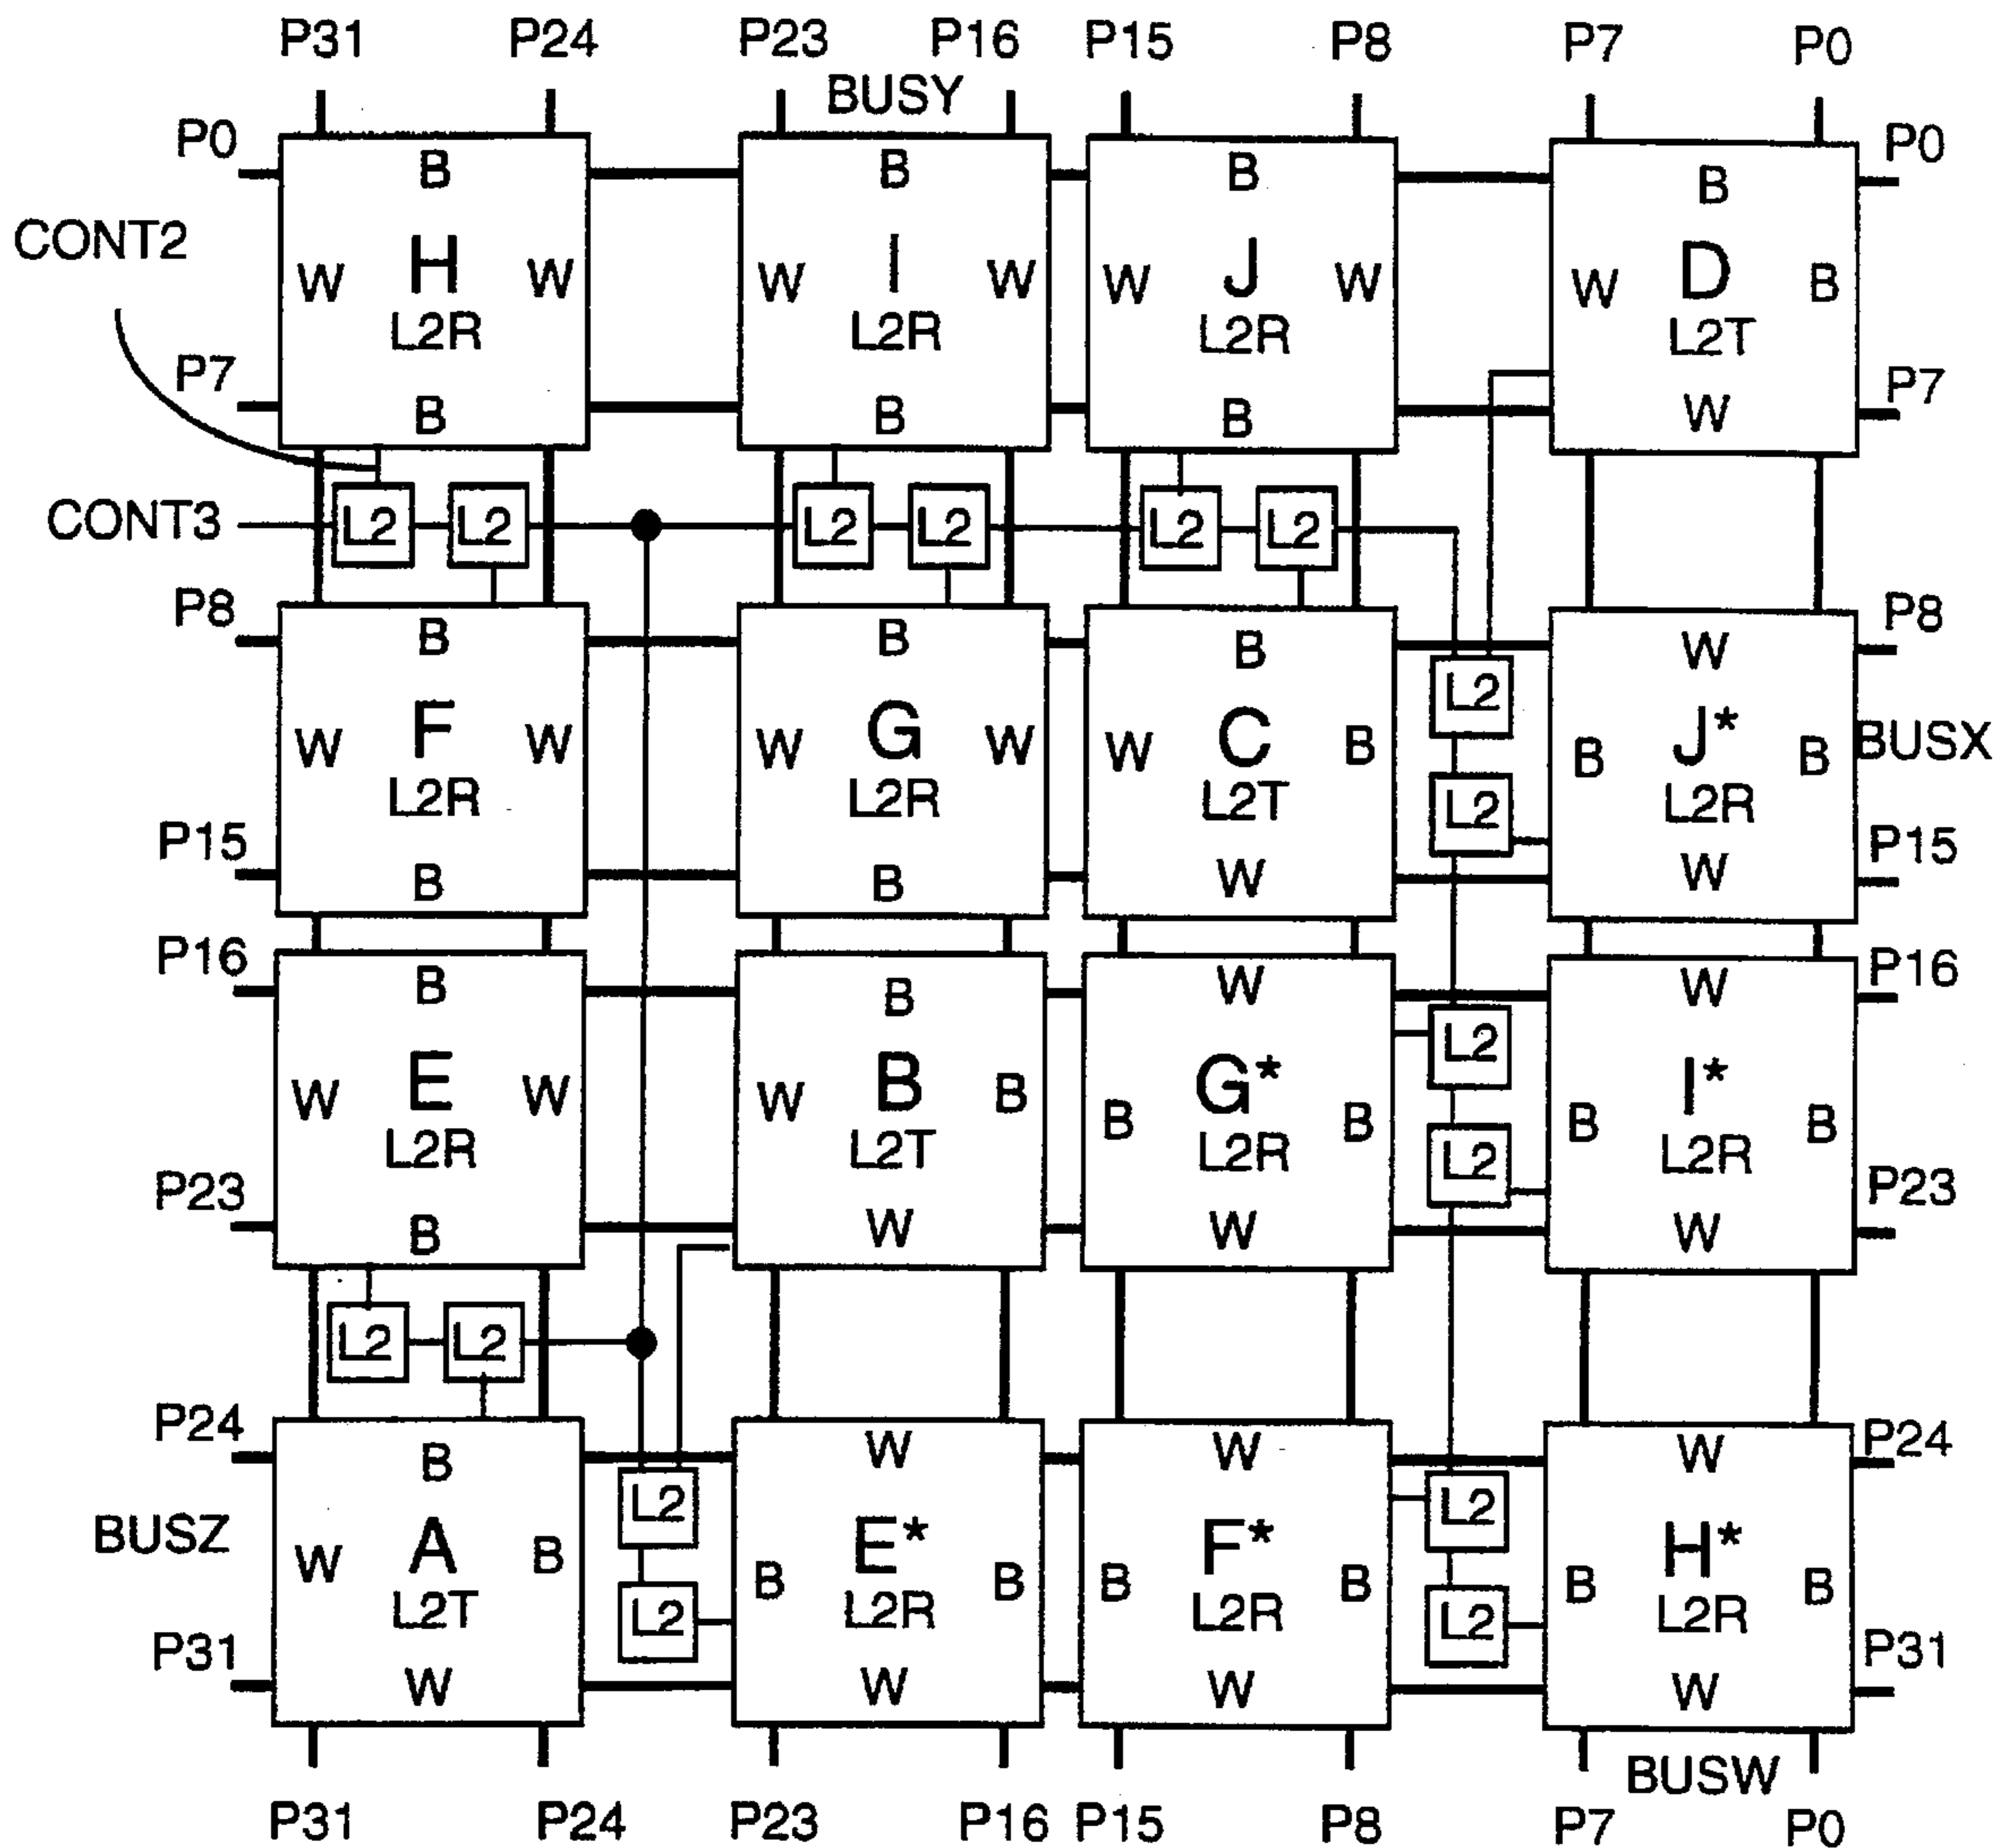 P31 P24 P23 P16 P15 P8 P7 P0
BUSY
P0 P0
B B B B
CONT2
W H W W I W W J W W D B
L2R L2R L2R L2T
P7 P7
B B B W
CONT3 L2 L2 L2 L2 L2 L2
P8 P8
B B B W
L2
W F W W G W W C B B J* B BUSX
L2R L2R L2T L2R
L2
P15 P15
B B W W
P16 P16
B B W W
L2
W E W W B B B G* B B I* B
L2R L2T L2R L2R
L2
P23 P23
B W W W
L2 L2
P24 P24
B W W W
L2 L2
BUSZ
W A B B E* B B F* B B H* B
L2T L2R L2R L2R
L2 L2
P31 P31
W W W W
BUSW
P31 P24 P23 P16 P15 P8 P7 P0